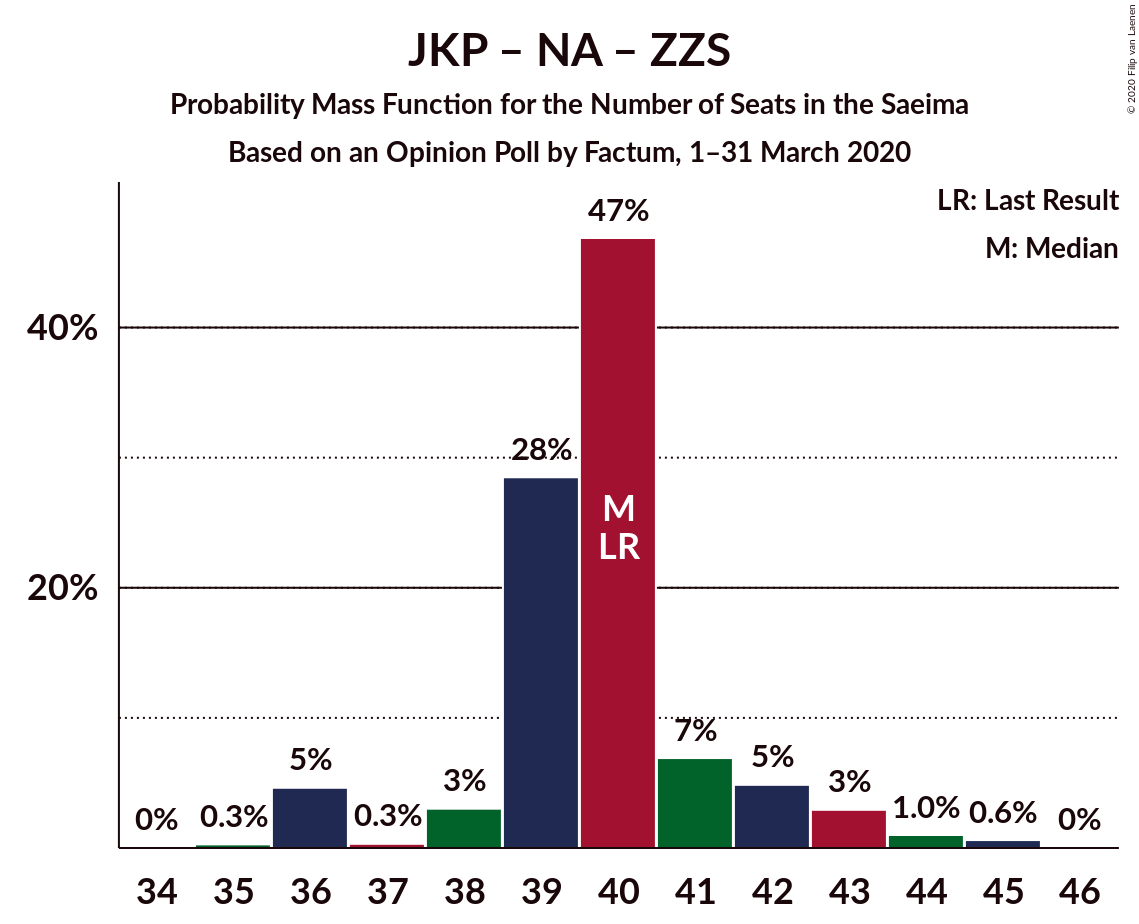 JKP – NA – ZZS
Probability Mass Function for the Number of Seats in the Saeima
Based on an Opinion Poll by Factum, 1–31 March 2020
© 2020 Filip van Laenen
LR: Last Result
M: Median
40%
20%
0%
0.3%
5%
0.3%
3%
28%
47%
7%
5%
3%
1.0%
0.6%
0%
M
LR
34 35 36 37 38 39 40 41 42 43 44 45 46